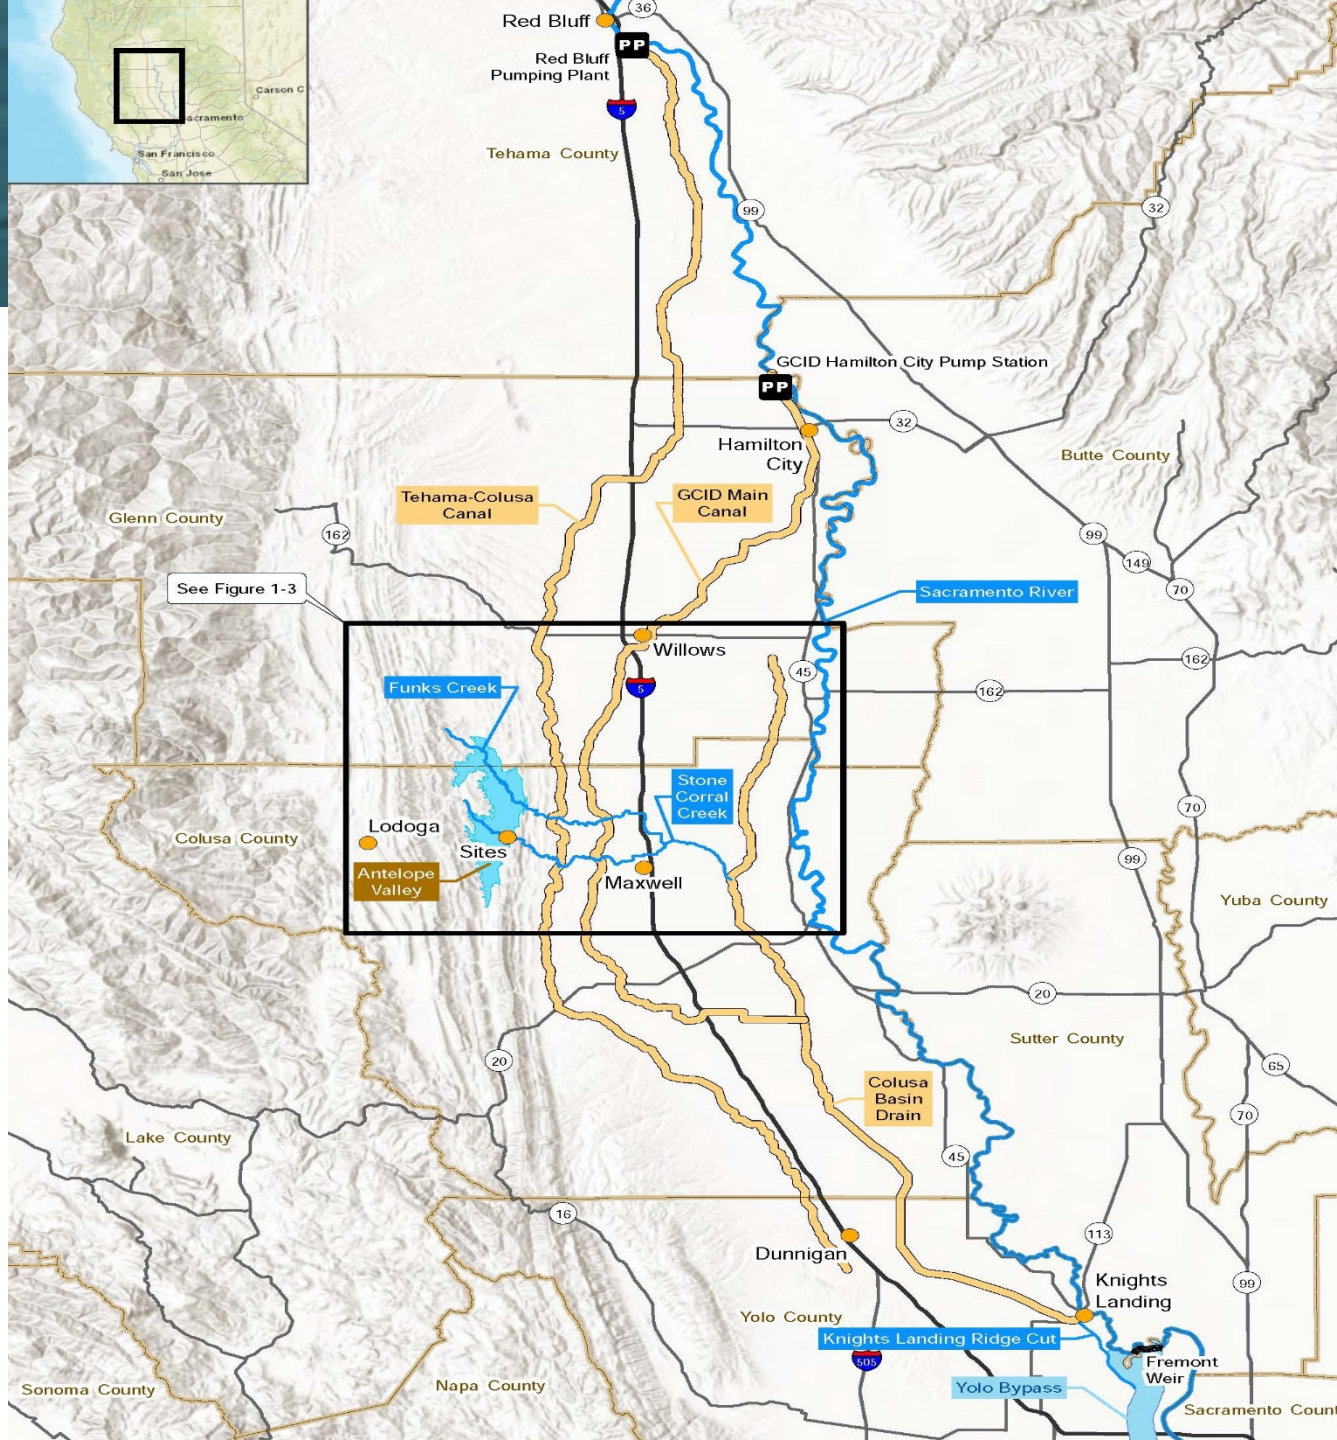 Red Bluff
36
PP
Red Bluff
Pumping Plant
Carson C
acramento
San Francisco
San Jose
5
Tehama County
99
32
GCID Hamilton City Pump Station
PP
32
Hamilton
City
Butte County
Tehama-Colusa
Canal
GCID Main
Canal
Glenn County
162
99
149
70
See Figure 1-3
Sacramento River
Willows
162
45
5
162
Funks Creek
Stone
Corral
Creek
70
Lodoga
Colusa County
Sites
99
Antelope
Valley
Maxwell
Yuba County
20
Sutter County
20
65
Colusa
Basin
Drain
70
Lake County
45
16
113
Dunnigan
Knights
Landing
99
Yolo County
Knights Landing Ridge Cut
505
Fremont
Weir
Yolo Bypass
Sonoma County
Napa County
Sacramento Count